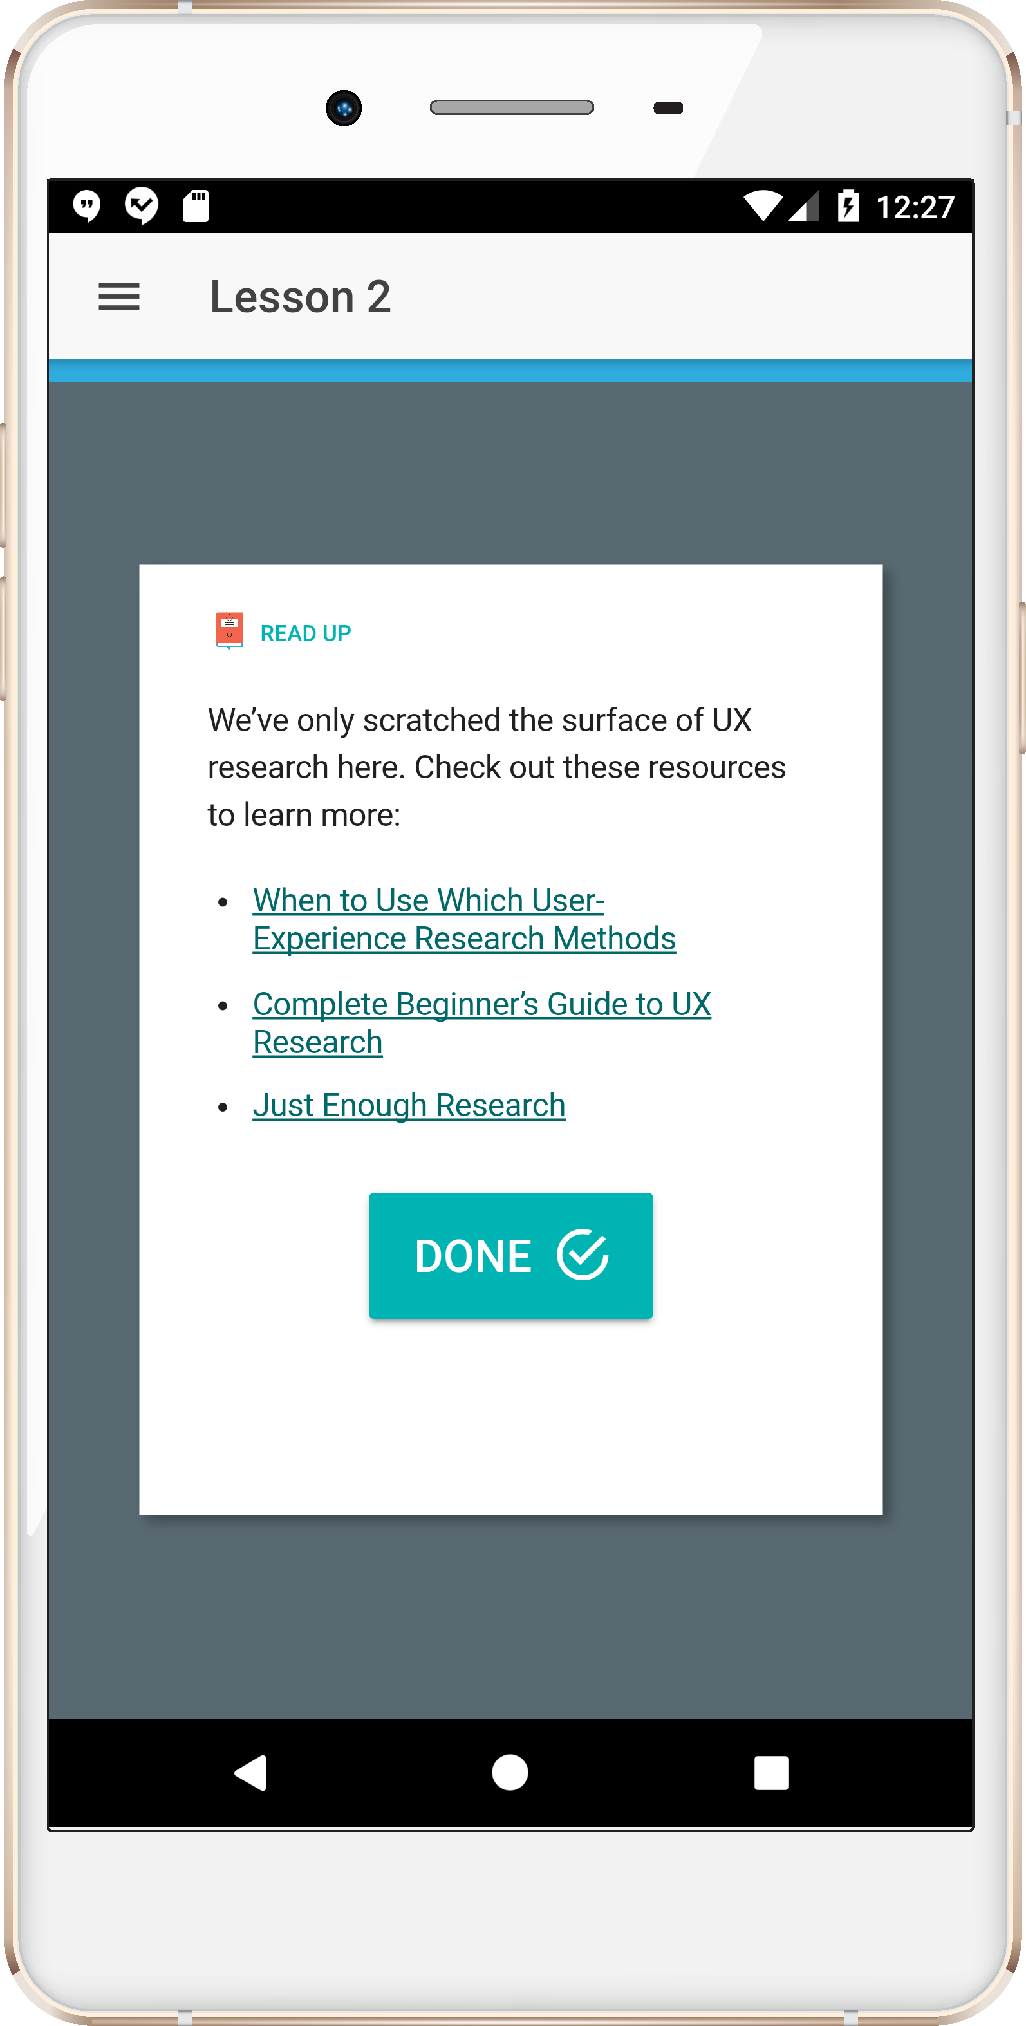 12:27
Lesson 2
READ UP
We’ve only scratched the surface of UX
research here. Check out these resources
to learn more:
• When to Use Which User-
Experience Research Methods
• Complete Beginner’s Guide to UX
Research
• Just Enough Research
DONE